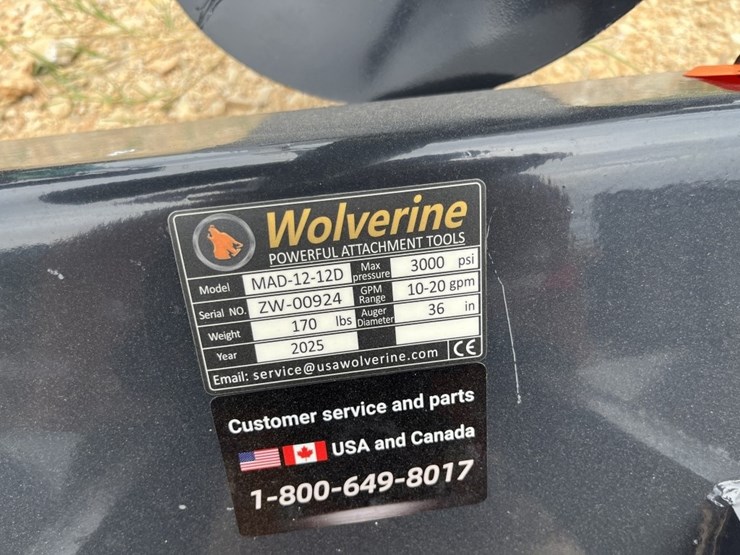 Wolverine
POWERFUL ATTACHMENT TOOLS
Model MAD-12-12D Max pressure 3000 psi
Serial NO. ZW-00924 GPM Range 10-20 gpm
Weight 170 lbs Auger Diameter 36 in
Year 2025
Email: service@usawolverine.com CE
Customer service and parts
USA and Canada
1-800-649-8017